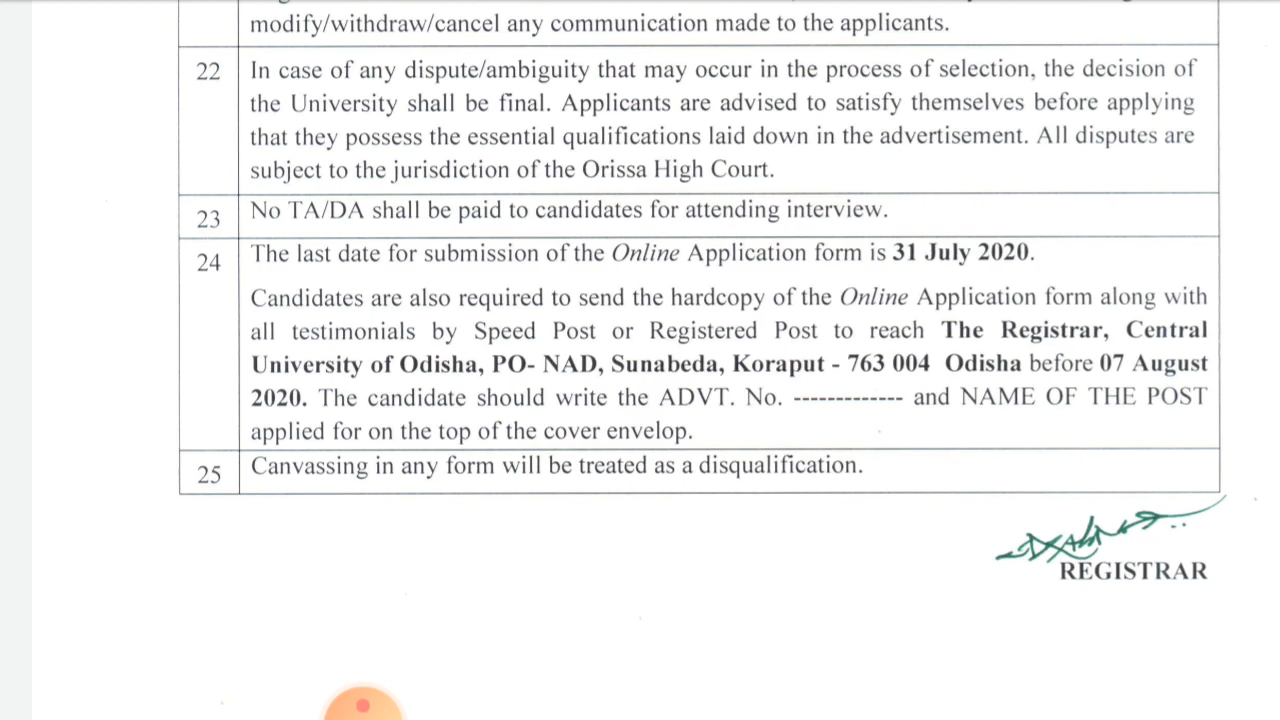 modify/withdraw/cancel any communication made to the applicants.
22 In case of any dispute/ambiguity that may occur in the process of selection, the decision of
the University shall be final. Applicants are advised to satisfy themselves before applying
that they possess the essential qualifications laid down in the advertisement. All disputes are
subject to the jurisdiction of the Orissa High Court.
23 No TA/DA shall be paid to candidates for attending interview.
24 The last date for submission of the Online Application form is 31 July 2020.
Candidates are also required to send the hardcopy of the Online Application form along with
all testimonials by Speed Post or Registered Post to reach The Registrar, Central
University of Odisha, PO- NAD, Sunabeda, Koraput - 763 004 Odisha before 07 August
2020. The candidate should write the ADVT. No. ------------- and NAME OF THE POST
applied for on the top of the cover envelop.
25 Canvassing in any form will be treated as a disqualification.
REGISTRAR